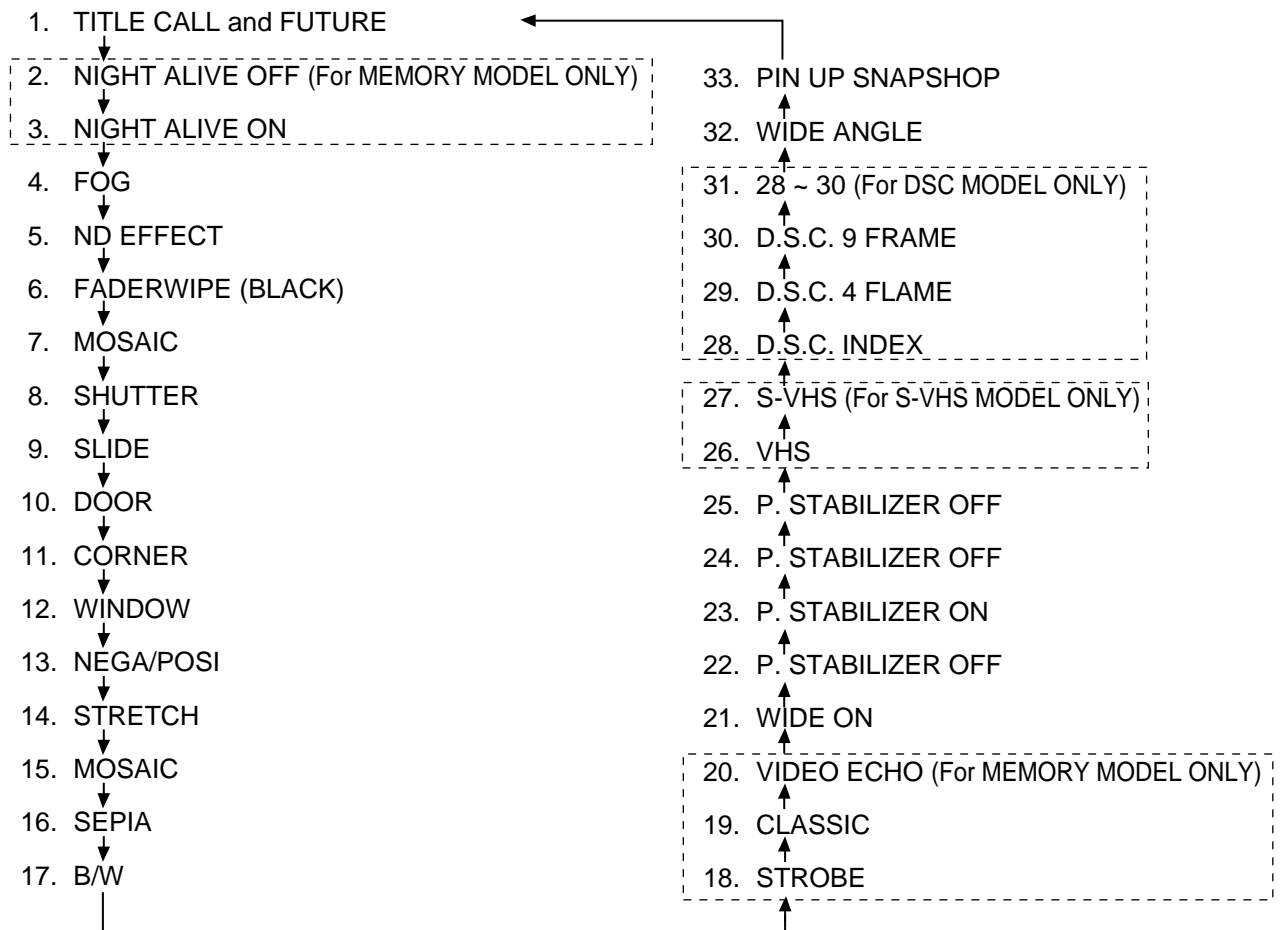 1. TITLE CALL and FUTURE
2. NIGHT ALIVE OFF (For MEMORY MODEL ONLY)
3. NIGHT ALIVE ON
4. FOG
5. ND EFFECT
6. FADERWIPE (BLACK)
7. MOSAIC
8. SHUTTER
9. SLIDE
10. DOOR
11. CORNER
12. WINDOW
13. NEGA/POSI
14. STRETCH
15. MOSAIC
16. SEPIA
17. B/W
33. PIN UP SNAPSHOP
32. WIDE ANGLE
31. 28 ~ 30 (For DSC MODEL ONLY)
30. D.S.C. 9 FRAME
29. D.S.C. 4 FLAME
28. D.S.C. INDEX
27. S-VHS (For S-VHS MODEL ONLY)
26. VHS
25. P. STABILIZER OFF
24. P. STABILIZER OFF
23. P. STABILIZER ON
22. P. STABILIZER OFF
21. WIDE ON
20. VIDEO ECHO (For MEMORY MODEL ONLY)
19. CLASSIC
18. STROBE